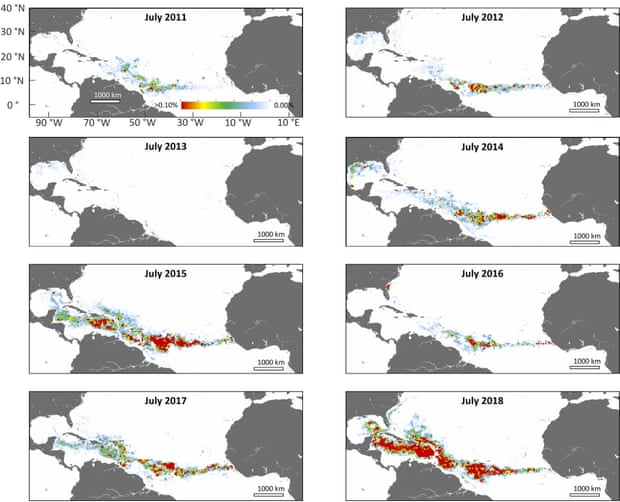 July 2011
40 °N
30 °N
20 °N
10 °N
0 °
1000 km
>0.10%
0.00%
90 °W
70 °W
50 °W
30 °W
10 °W
10 °E
July 2012
1000 km
July 2013
1000 km
July 2014
1000 km
July 2015
1000 km
July 2016
1000 km
July 2017
1000 km
July 2018
1000 km